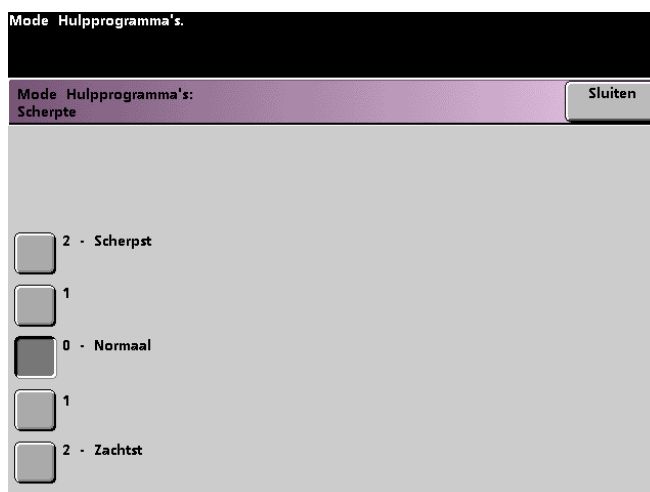 Mode Hulpprogramma's.
Mode Hulpprogramma's:
Scherpte
Sluiten
2 - Scherpst
1
0 - Normaal
1
2 - Zachtst